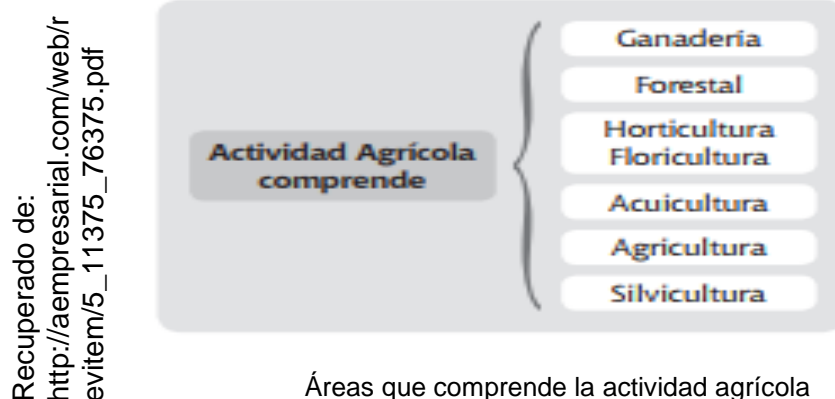 Recuperado de:
http://aempresarial.com/web/r
evitem/5_11375_76375.pdf
Actividad Agrícola
comprende
Ganadería
Forestal
Horticultura
Floricultura
Acuicultura
Agricultura
Silvicultura
Áreas que comprende la actividad agrícola